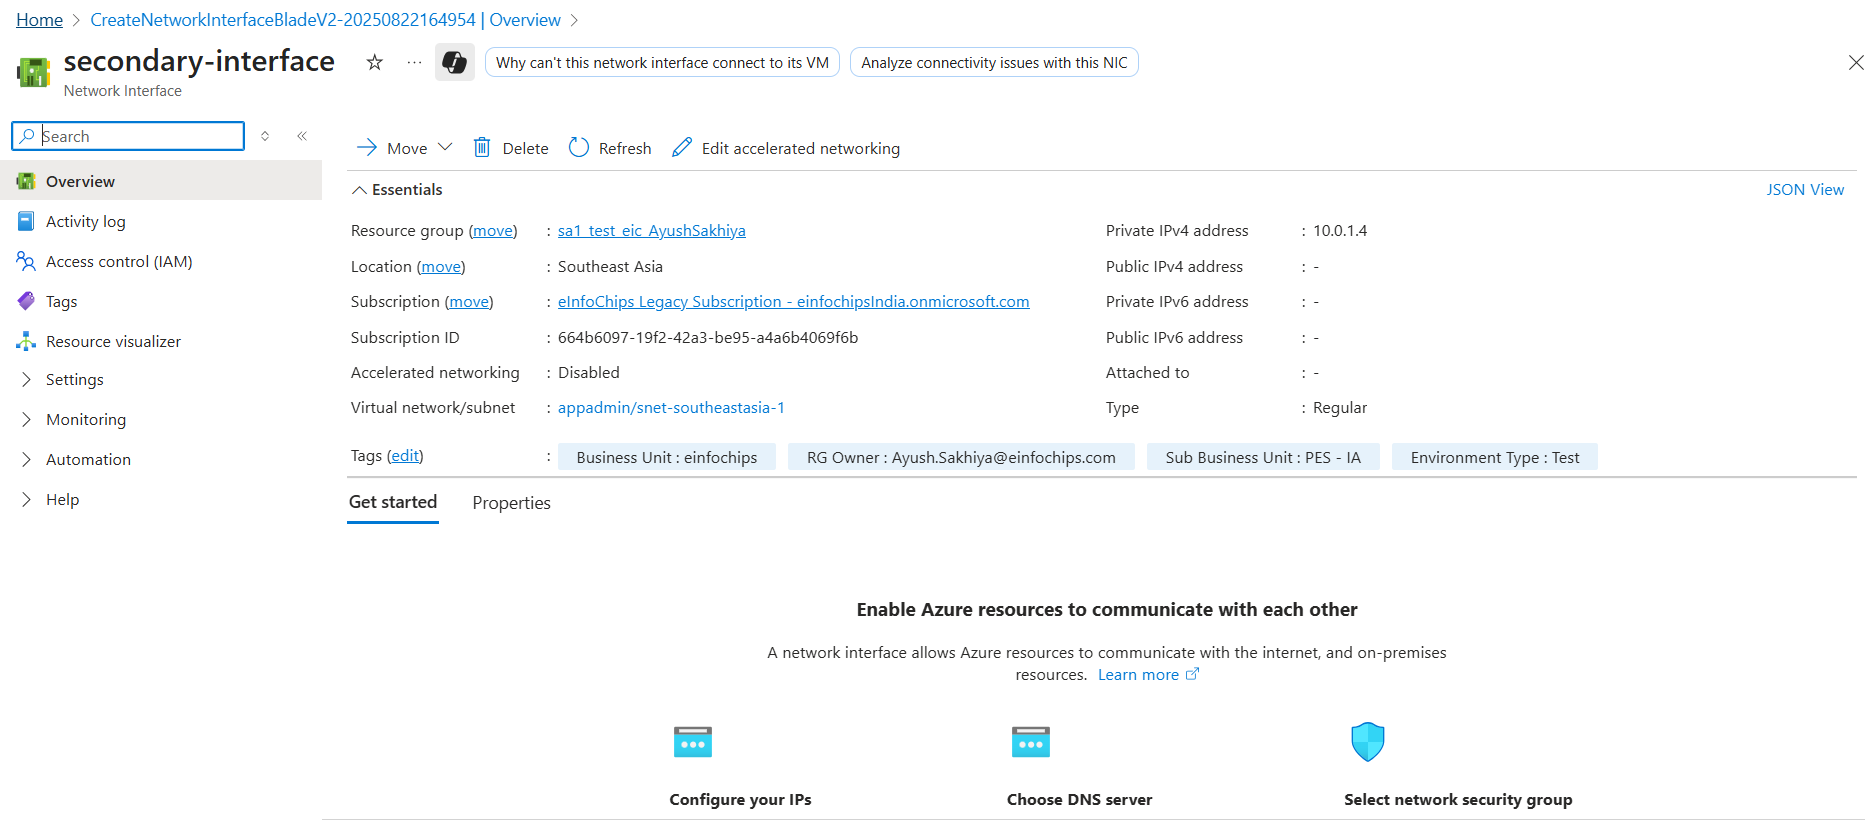 Home > CreateNetworkInterfaceBladeV2-20250822164954 | Overview >
secondary-interface
Network Interface
Why can't this network interface connect to its VM
Analyze connectivity issues with this NIC
Search
Overview
Activity log
Access control (IAM)
Tags
Resource visualizer
Settings
Monitoring
Automation
Help
Move
Delete
Refresh
Edit accelerated networking
Essentials
JSON View
Resource group (move) : sa1_test_eic_AyushSakhiya
Location (move) : Southeast Asia
Subscription (move) : eInfoChips Legacy Subscription - einfochipsIndia.onmicrosoft.com
Subscription ID : 664b6097-19f2-42a3-be95-a4a6b4069f6b
Accelerated networking : Disabled
Virtual network/subnet : appadmin/snet-southeastasia-1
Private IPv4 address : 10.0.1.4
Public IPv4 address : -
Private IPv6 address : -
Public IPv6 address : -
Attached to : -
Type : Regular
Tags (edit) : Business Unit : einfochips RG Owner : Ayush.Sakhiya@einfochips.com Sub Business Unit : PES - IA Environment Type : Test
Get started
Properties
Enable Azure resources to communicate with each other
A network interface allows Azure resources to communicate with the internet, and on-premises
resources. Learn more
Configure your IPs
Choose DNS server
Select network security group